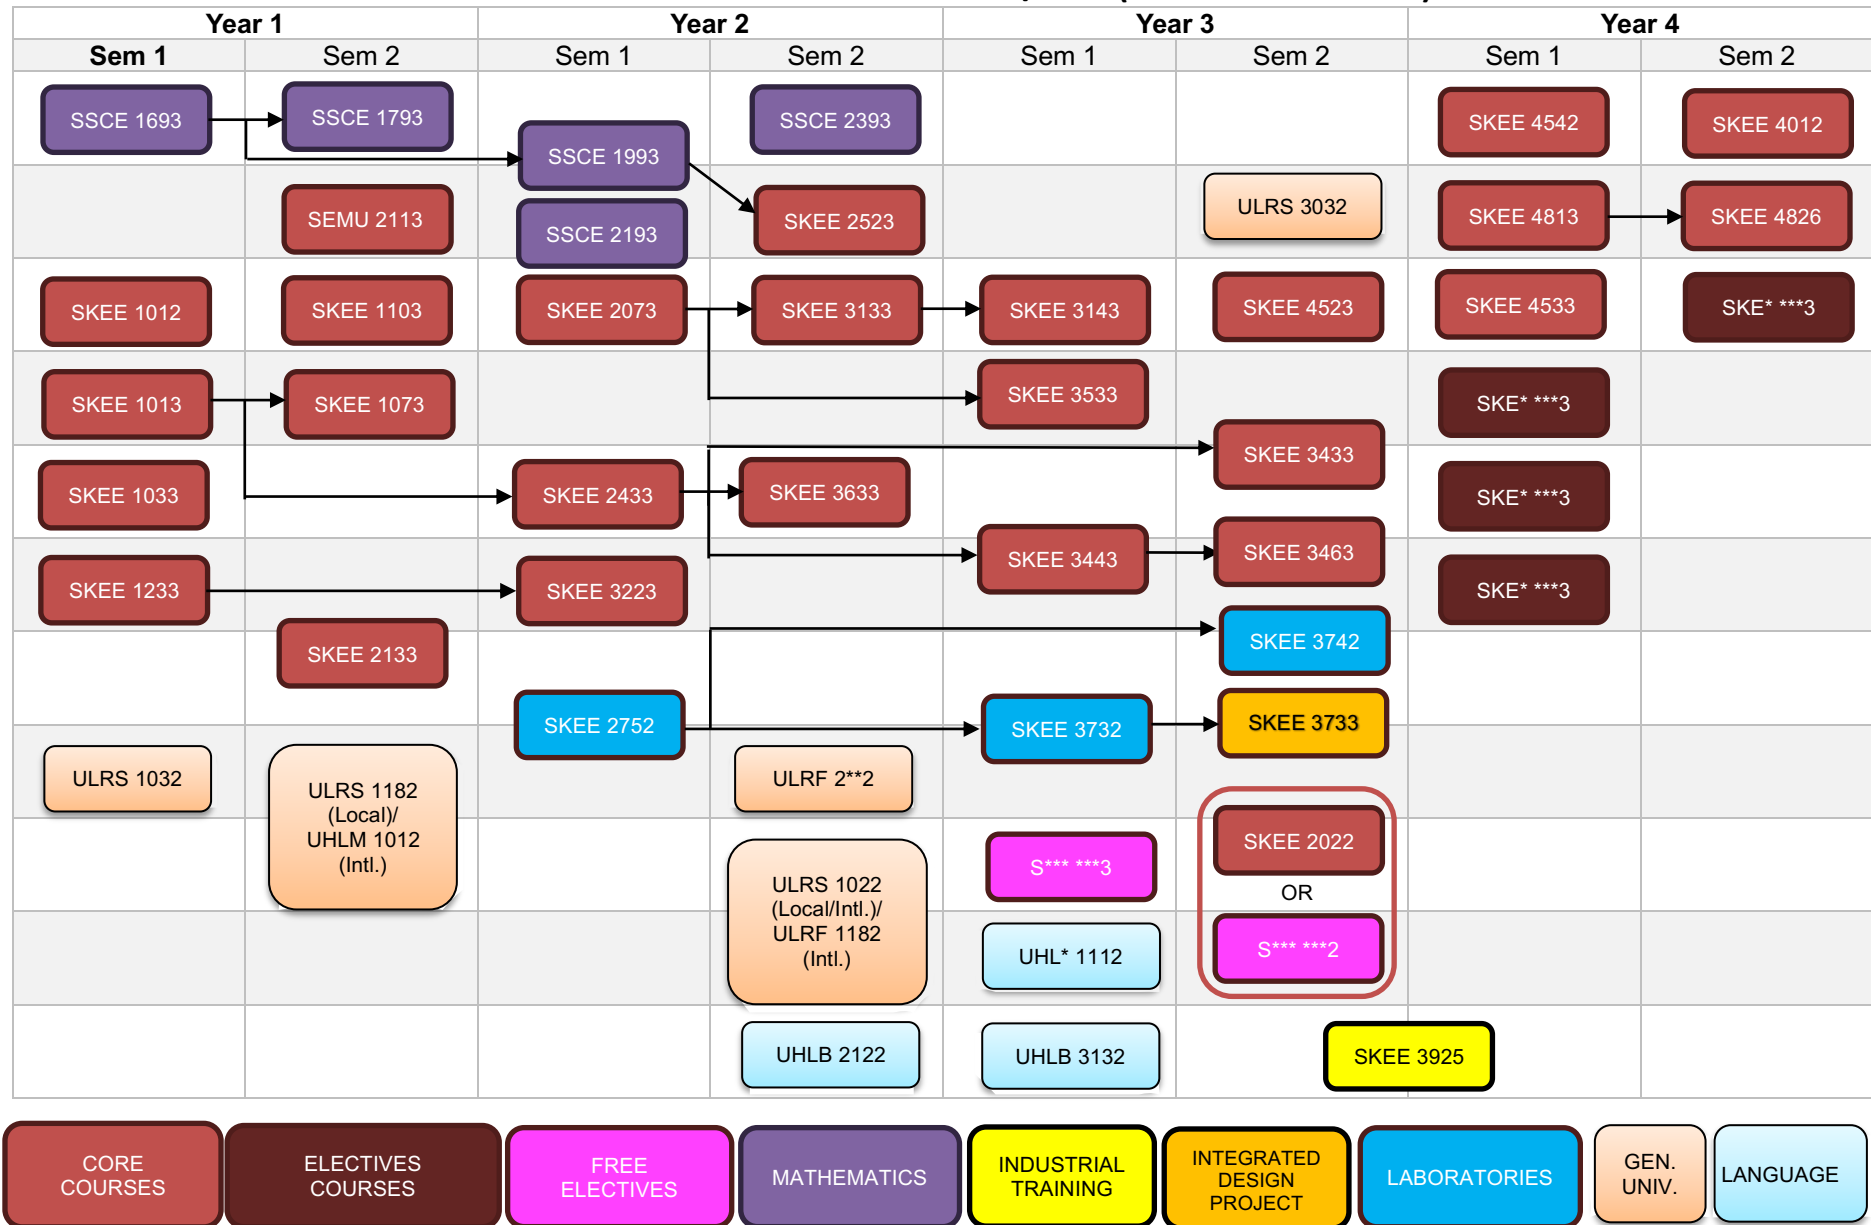 Year 1 Year 2 Year 3 Year 4
Sem 1 Sem 2 Sem 1 Sem 2 Sem 1 Sem 2 Sem 1 Sem 2
SSCE 1693 SSCE 1793 SSCE 1993 SSCE 2393 SKEE 4542 SKEE 4012
SEMU 2113 SSCE 2193 SKEE 2523 ULRS 3032 SKEE 4813 SKEE 4826
SKEE 1012 SKEE 1103 SKEE 2073 SKEE 3133 SKEE 3143 SKEE 4523 SKEE 4533 SKE* ***3
SKEE 1013 SKEE 1073 SKEE 3533 SKE* ***3
SKEE 1033 SKEE 2433 SKEE 3633 SKEE 3433 SKE* ***3
SKEE 1233 SKEE 3223 SKEE 3443 SKEE 3463 SKE* ***3
SKEE 2133 SKEE 3742
SKEE 2752 SKEE 3732 SKEE 3733
ULRS 1032
ULRS 1182
(Local)/
UHLM 1012
(Intl.)
ULRF 2**2
S*** ***3
SKEE 2022
OR
S*** ***2
ULRS 1022
(Local/Intl.)/
ULRF 1182
(Intl.)
UHL* 1112
UHLB 2122 UHLB 3132 SKEE 3925
CORE
COURSES
ELECTIVES
COURSES
FREE
ELECTIVES
MATHEMATICS
INDUSTRIAL
TRAINING
INTEGRATED
DESIGN
PROJECT
LABORATORIES
GEN.
UNIV.
LANGUAGE